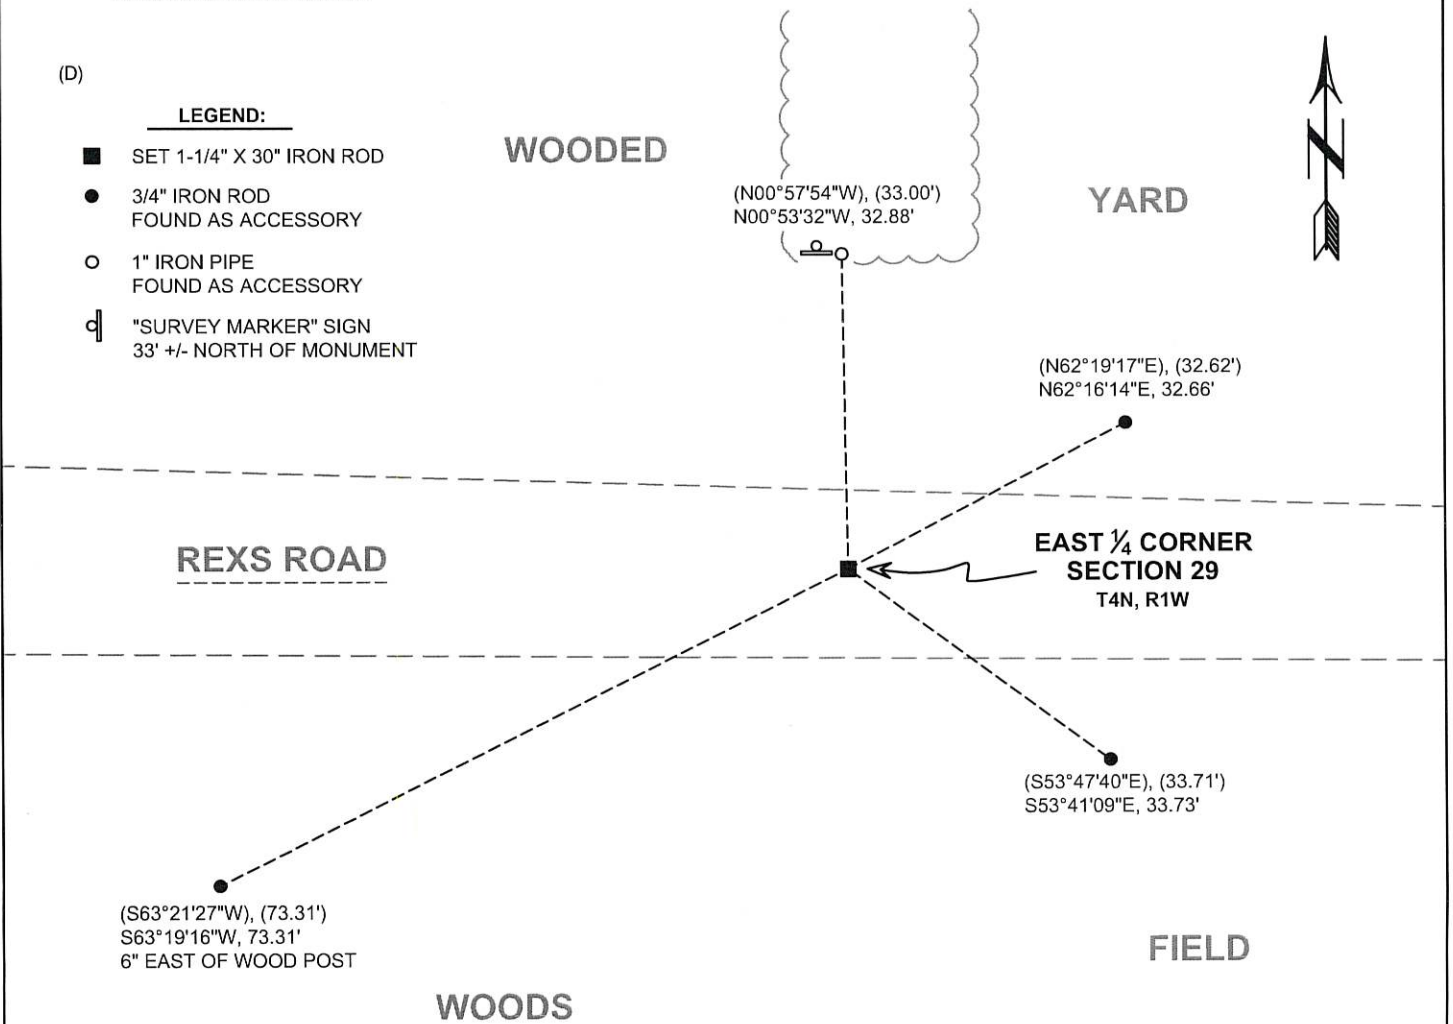 (D)
LEGEND:
SET 1-1/4" X 30" IRON ROD
3/4" IRON ROD
FOUND AS ACCESSORY
1" IRON PIPE
FOUND AS ACCESSORY
"SURVEY MARKER" SIGN
33' +/- NORTH OF MONUMENT
WOODED
(N00°57'54"W), (33.00')
N00°53'32"W, 32.88'
YARD
N
(N62°19'17"E), (32.62')
N62°16'14"E, 32.66'
REXS ROAD
EAST 1/4 CORNER
SECTION 29
T4N, R1W
(S53°47'40"E), (33.71')
S53°41'09"E, 33.73'
(S63°21'27"W), (73.31')
S63°19'16"W, 73.31'
6" EAST OF WOOD POST
FIELD
WOODS